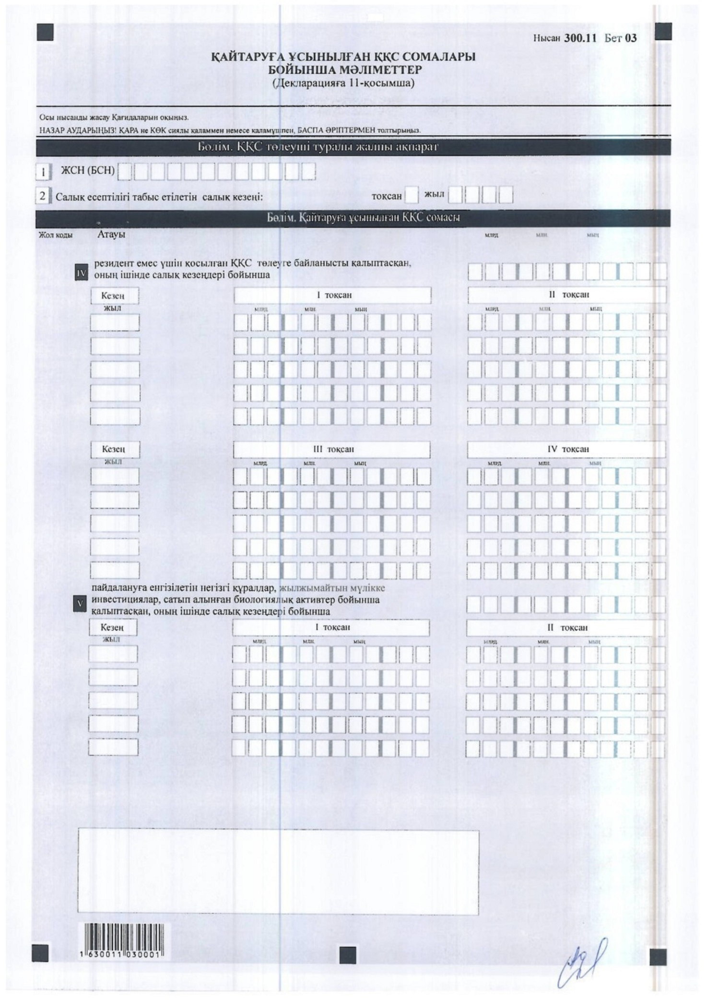 Нысан 300.11 Бет 03
ҚАЙТАРУҒА ҰСЫНЫЛҒАН ҚҚС СОМАЛАРЫ
БОЙЫНША МӘЛІМЕТТЕР
(Декларацияға 11-қосымша)
Осы нысанды жасау Қағидаларын оқыңыз.
НАЗАР АУДАРЫҢЫЗ! ҚАРА не КӨК сиялы қаламмен немесе қаламұшпен, БАСПА ӘРІПТЕРМЕН толтырыңыз.
Бөлім. ҚҚС төлеуші туралы жалпы ақпарат
1 ЖСН (БСН)
2 Салық есептілігі табыс етілетін салық кезеңі: тоқсан жыл
Бөлім. Қайтаруға ұсынылған ҚҚС сомасы
Жол коды Атауы млрд. млн. мың
IV резидент емес үшін қосылған ҚҚС төлеуге байланысты қалыптасқан,
оның ішінде салық кезеңдері бойынша
Кезең I тоқсан II тоқсан
жыл млрд. млн. мың млрд. млн. мың
Кезең III тоқсан IV тоқсан
жыл млрд. млн. мың млрд. млн. мың
пайдалануға енгізілетін негізгі құралдар, жылжымайтын мүлікке
V инвестициялар, сатып алынған биологиялық активтер бойынша
қалыптасқан, оның ішінде салық кезеңдері бойынша
Кезең I тоқсан II тоқсан
жыл млрд. млн. мың млрд. млн. мың
1 630011 030001